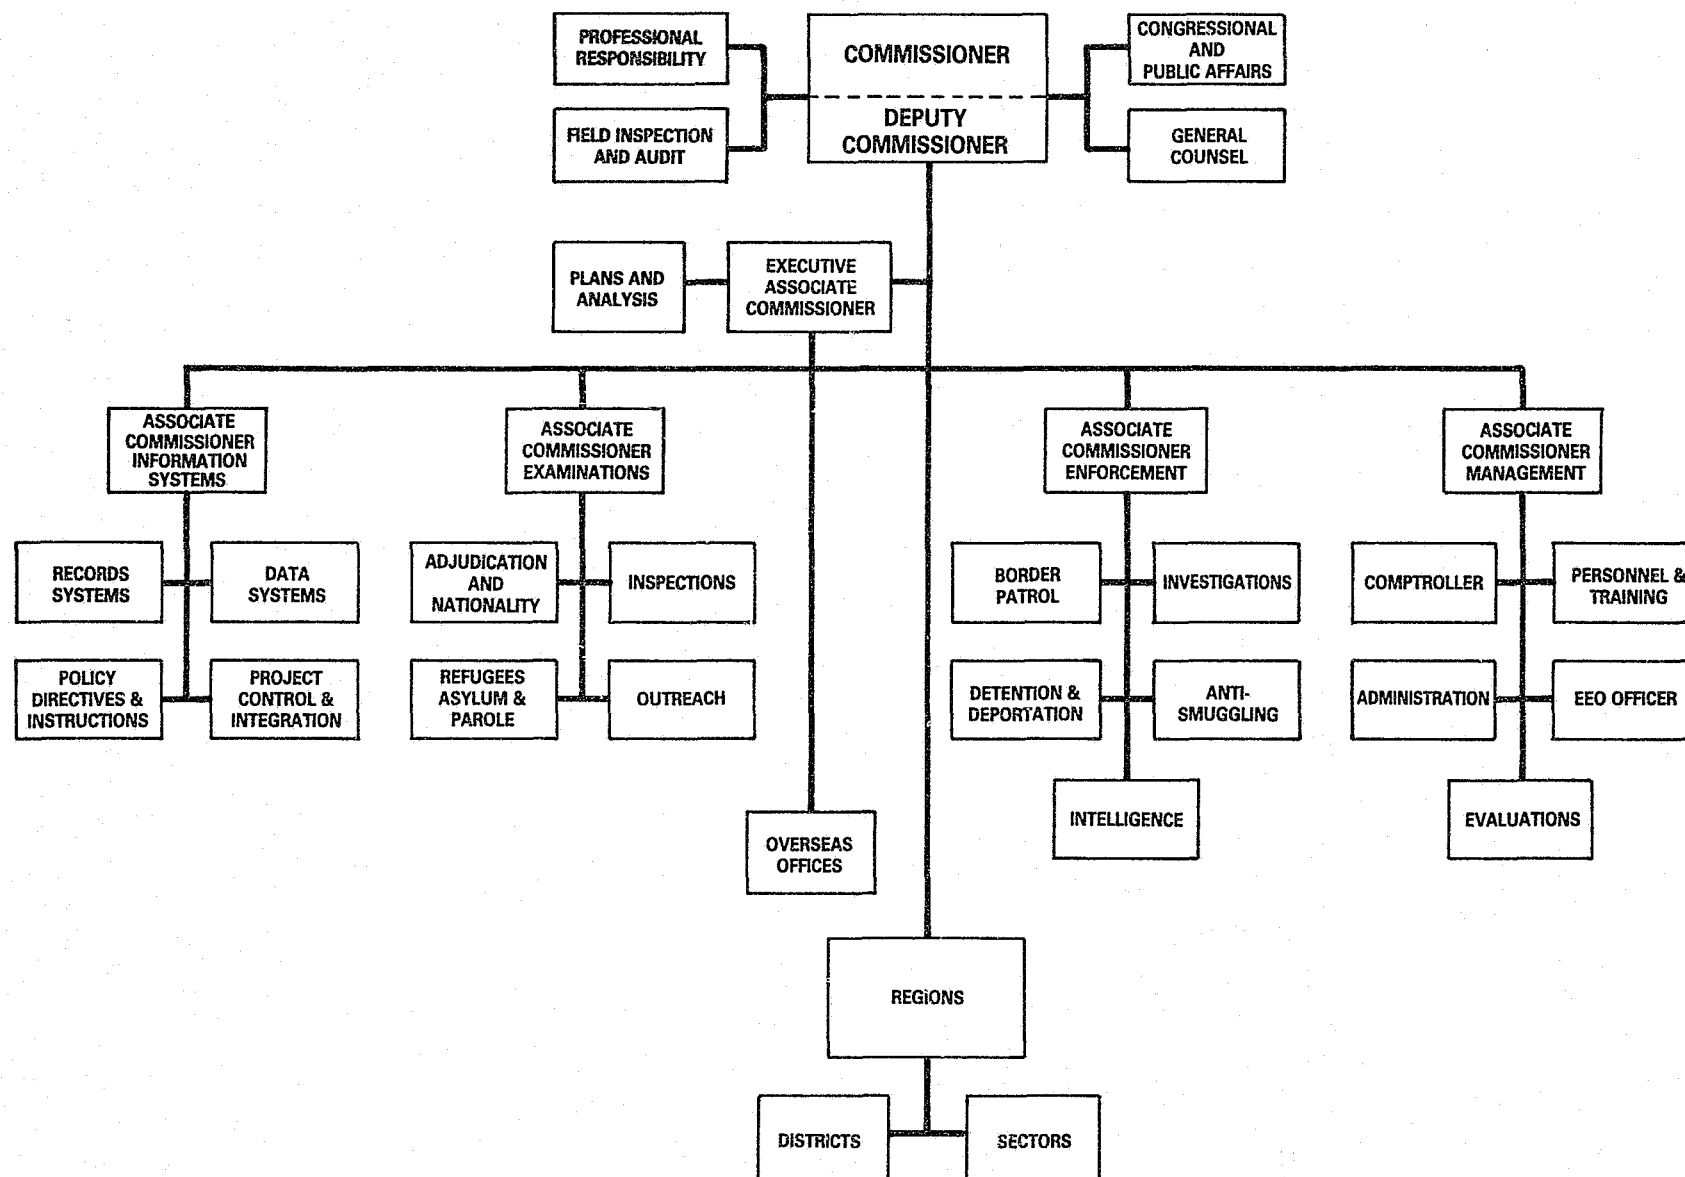 PROFESSIONAL
RESPONSIBILITY
COMMISSIONER
CONGRESSIONAL
AND
PUBLIC AFFAIRS
FIELD INSPECTION
AND AUDIT
DEPUTY
COMMISSIONER
GENERAL
COUNSEL
PLANS AND
ANALYSIS
EXECUTIVE
ASSOCIATE
COMMISSIONER
ASSOCIATE
COMMISSIONER
INFORMATION
SYSTEMS
ASSOCIATE
COMMISSIONER
EXAMINATIONS
ASSOCIATE
COMMISSIONER
ENFORCEMENT
ASSOCIATE
COMMISSIONER
MANAGEMENT
RECORDS
SYSTEMS
DATA
SYSTEMS
ADJUDICATION
AND
NATIONALITY
INSPECTIONS
BORDER
PATROL
INVESTIGATIONS
COMPTROLLER
PERSONNEL &
TRAINING
POLICY
DIRECTIVES &
INSTRUCTIONS
PROJECT
CONTROL &
INTEGRATION
REFUGEES
ASYLUM &
PAROLE
OUTREACH
DETENTION &
DEPORTATION
ANTI-
SMUGGLING
ADMINISTRATION
EEO OFFICER
OVERSEAS
OFFICES
INTELLIGENCE
EVALUATIONS
REGIONS
DISTRICTS
SECTORS